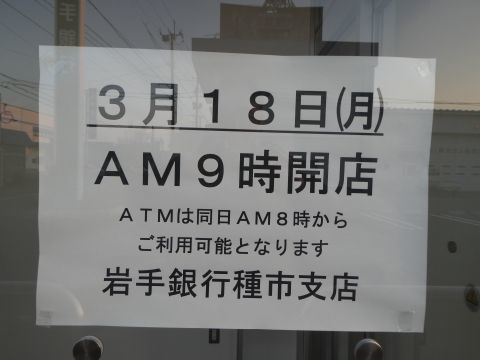 ３月１８日㈪
ＡＭ９時開店
ＡＴＭは同日ＡＭ８時から
ご利用可能となります
岩手銀行種市支店
手銀